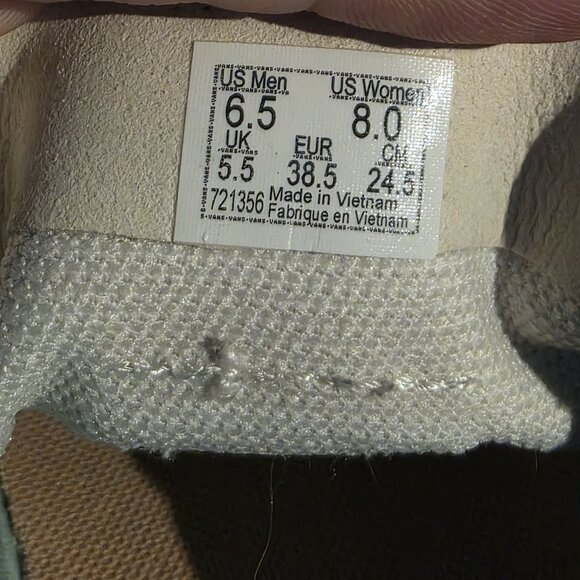 US Men US Women
6.5 8.0
UK EUR CM
5.5 38.5 24.5
721356 Made in Vietnam
Fabrique en Vietnam